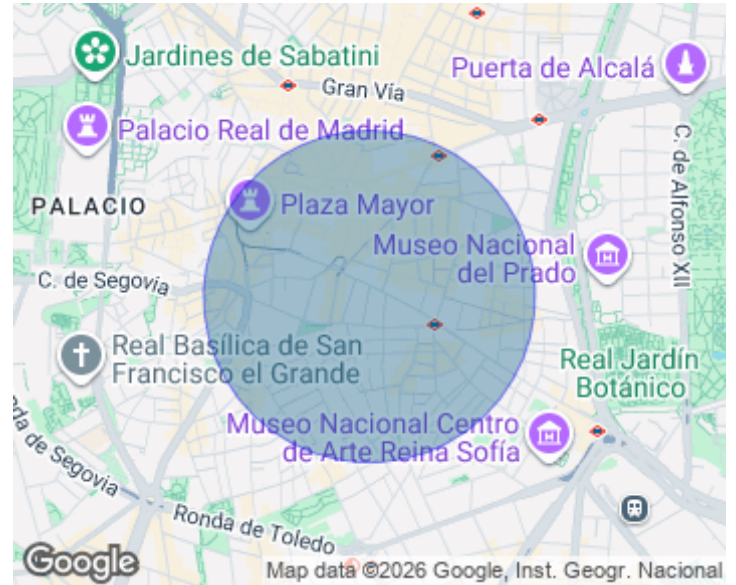 Jardines de Sabatini
Puerta de Alcalá
Gran Vía
Palacio Real de Madrid
C. de Alfonso XII
PALACIO
Plaza Mayor
Museo Nacional
del Prado
C. de Segovia
Real Basílica de San
Francisco el Grande
Real Jardín
Botánico
Museo Nacional Centro
de Arte Reina Sofía
nda de Segovia
Ronda de Toledo
Google
Map data ©2026 Google, Inst. Geogr. Nacional